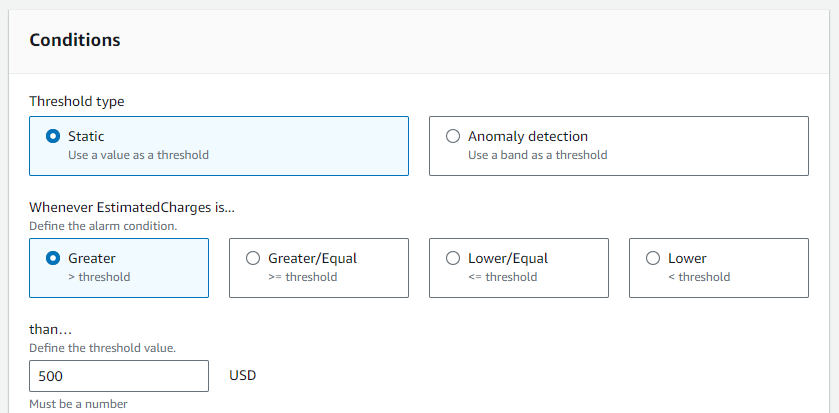 Conditions
Threshold type
Static
Use a value as a threshold
Anomaly detection
Use a band as a threshold
Whenever EstimatedCharges is...
Define the alarm condition.
Greater
> threshold
Greater/Equal
>= threshold
Lower/Equal
<= threshold
Lower
< threshold
than…
Define the threshold value.
500
USD
Must be a number